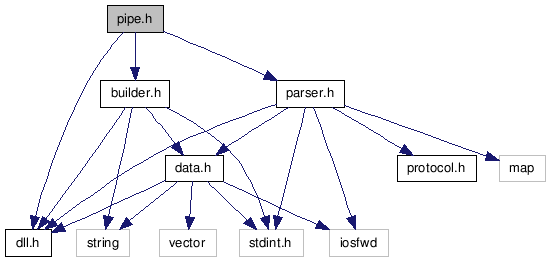 pipe.h
builder.h
parser.h
data.h
protocol.h
map
dll.h
string
vector
stdint.h
iosfwd